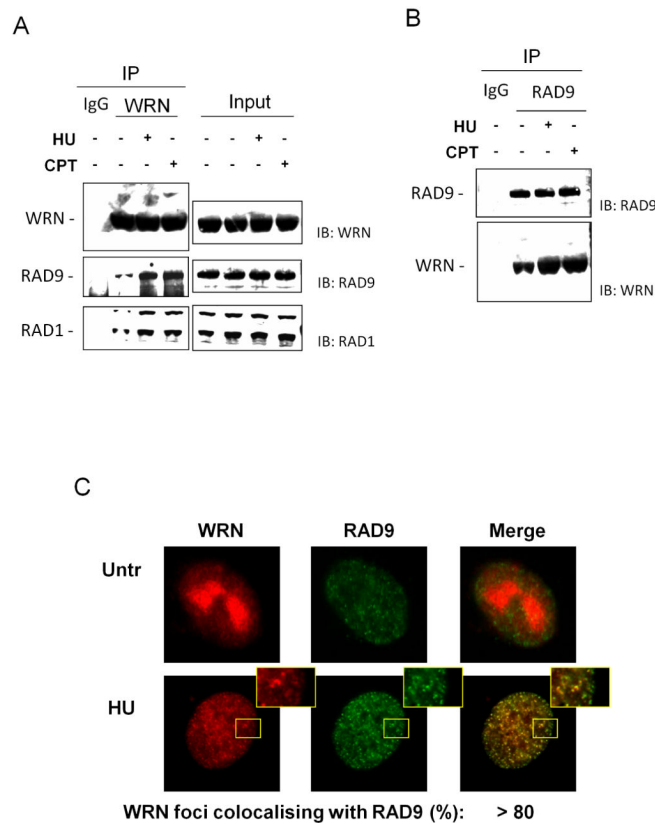 A
IP
IgG WRN Input
HU - - + - - - + -
CPT - - - + - - - +
WRN -
IB: WRN
RAD9 -
IB: RAD9
RAD1 -
IB: RAD1
B
IP
IgG RAD9
HU - - + -
CPT - - - +
RAD9 -
IB: RAD9
WRN -
IB: WRN
C
WRN RAD9 Merge
Untr
HU
WRN foci colocalising with RAD9 (%): > 80